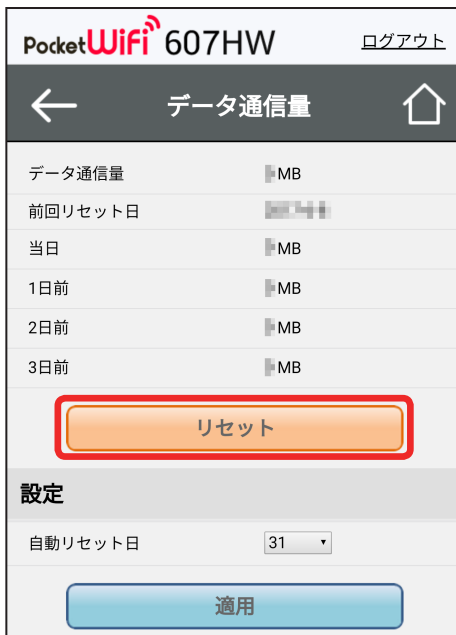 Pocket WiFi 607HW ログアウト
データ通信量
データ通信量 MB
前回リセット日
当日 MB
1日前 MB
2日前 MB
3日前 MB
リセット
設定
自動リセット日 31
適用